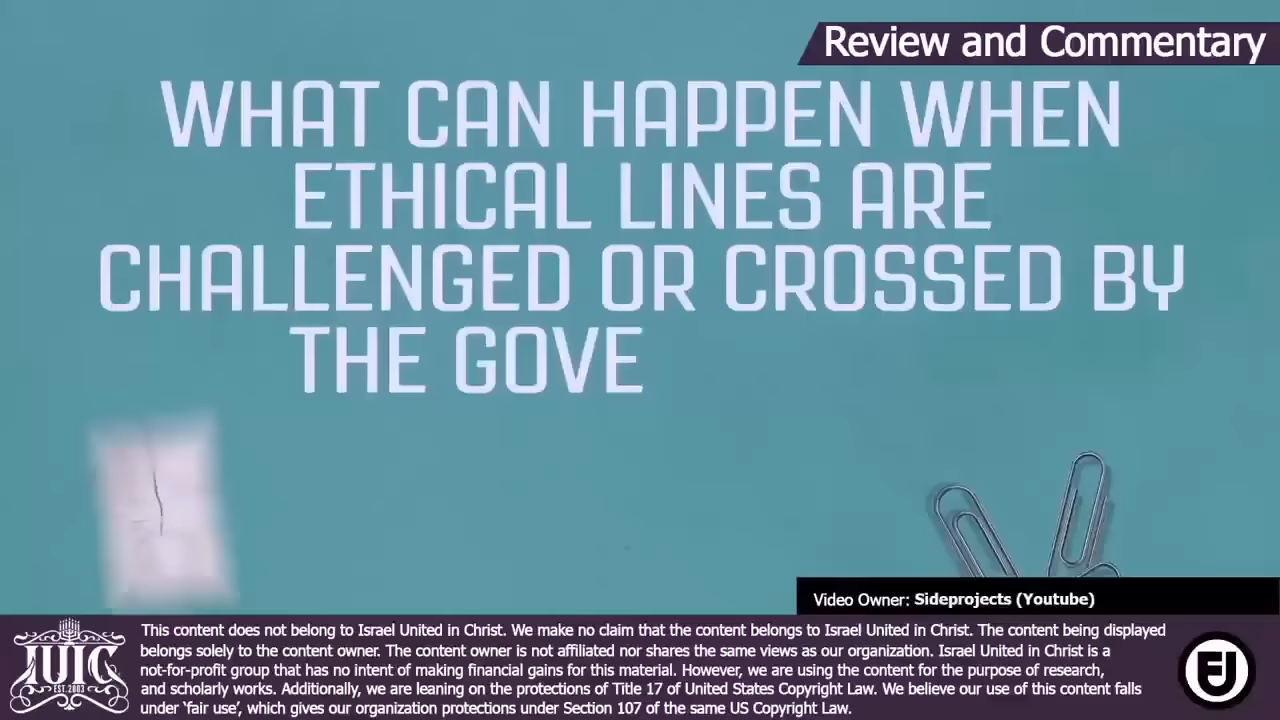 Review and Commentary
WHAT CAN HAPPEN WHEN
ETHICAL LINES ARE
CHALLENGED OR CROSSED BY
THE GOVE
Video Owner: Sideprojects (Youtube)
This content does not belong to Israel United in Christ. We make no claim that the content belongs to Israel United in Christ. The content being displayed
belongs solely to the content owner. The content owner is not affiliated nor shares the same views as our organization. Israel United in Christ is a
not-for-profit group that has no intent of making financial gains for this material. However, we are using the content for the purpose of research,
and scholarly works. Additionally, we are leaning on the protections of Title 17 of United States Copyright Law. We believe our use of this content falls
under 'fair use', which gives our organization protections under Section 107 of the same US Copyright Law.
IUIC
EST. 2003